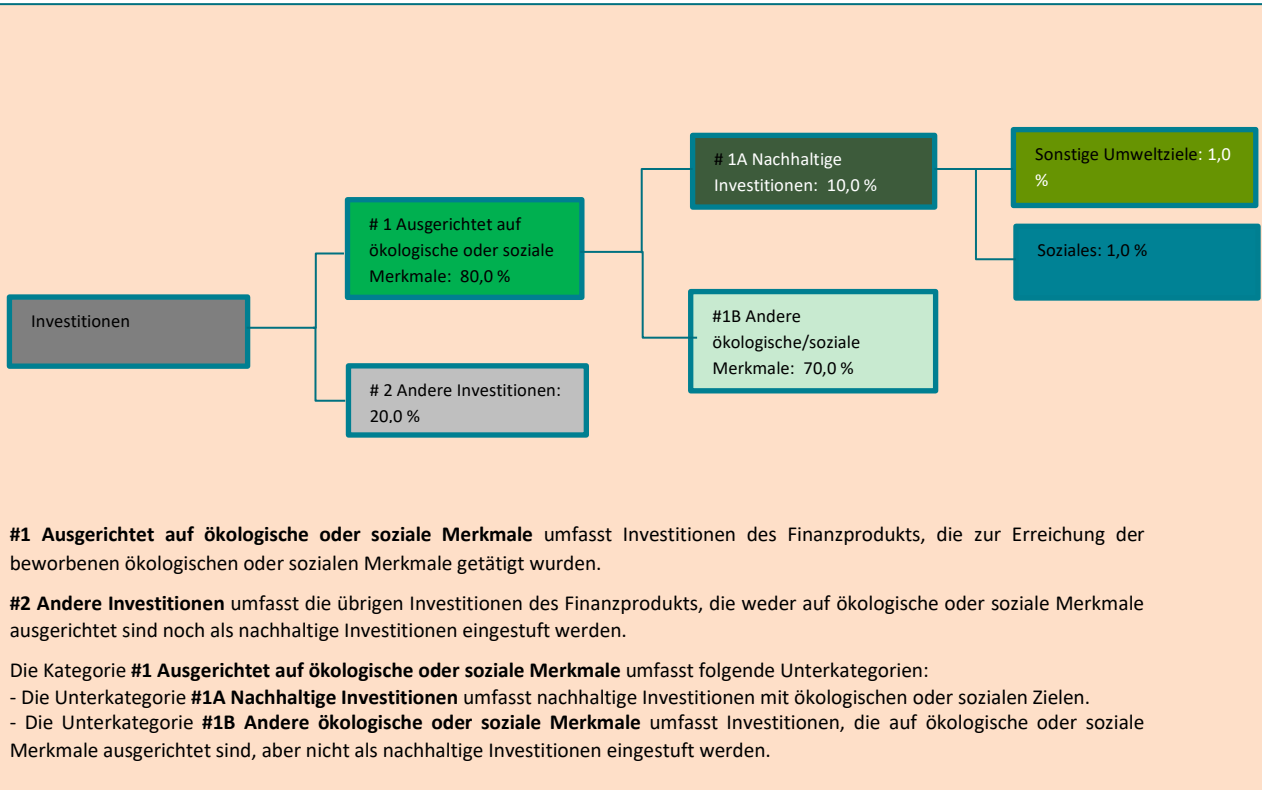 Investitionen
# 1 Ausgerichtet auf
ökologische oder soziale
Merkmale: 80,0 %
# 2 Andere Investitionen:
20,0 %
# 1A Nachhaltige
Investitionen: 10,0 %
#1B Andere
ökologische/soziale
Merkmale: 70,0 %
Sonstige Umweltziele: 1,0
%
Soziales: 1,0 %
#1 Ausgerichtet auf ökologische oder soziale Merkmale umfasst Investitionen des Finanzprodukts, die zur Erreichung der
beworbenen ökologischen oder sozialen Merkmale getätigt wurden.
#2 Andere Investitionen umfasst die übrigen Investitionen des Finanzprodukts, die weder auf ökologische oder soziale Merkmale
ausgerichtet sind noch als nachhaltige Investitionen eingestuft werden.
Die Kategorie #1 Ausgerichtet auf ökologische oder soziale Merkmale umfasst folgende Unterkategorien:
- Die Unterkategorie #1A Nachhaltige Investitionen umfasst nachhaltige Investitionen mit ökologischen oder sozialen Zielen.
- Die Unterkategorie #1B Andere ökologische oder soziale Merkmale umfasst Investitionen, die auf ökologische oder soziale
Merkmale ausgerichtet sind, aber nicht als nachhaltige Investitionen eingestuft werden.